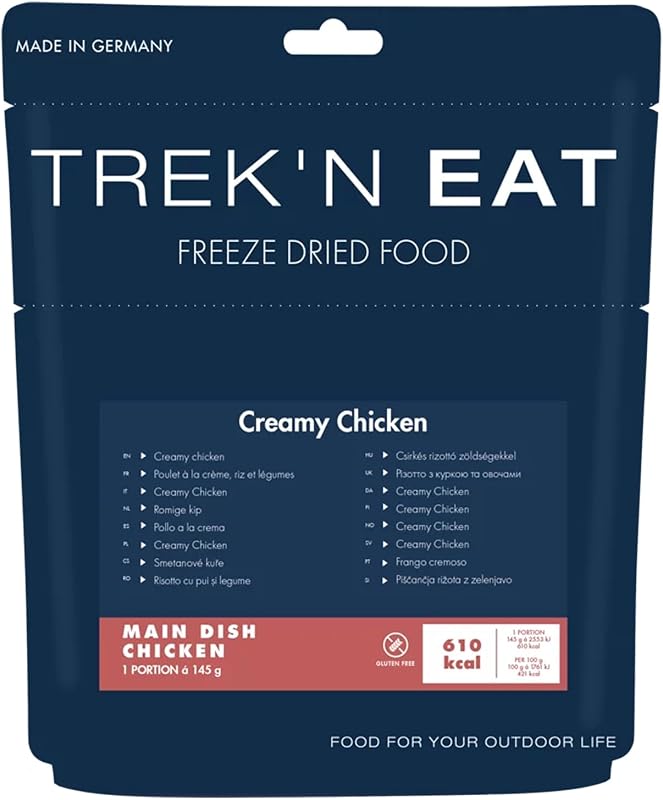 MADE IN GERMANY
TREK'N EAT
FREEZE DRIED FOOD
Creamy Chicken
EN ▶ Creamy chicken
FR ▶ Poulet à la crème, riz et légumes
IT ▶ Creamy Chicken
NL ▶ Romige kip
ES ▶ Pollo a la crema
PL ▶ Creamy Chicken
CS ▶ Smetanové kuře
RO ▶ Risotto cu pui și legume
HU ▶ Csirkés rizottó zöldségekkel
UK ▶ Різотто з куркою та овочами
DA ▶ Creamy Chicken
FI ▶ Creamy Chicken
NO ▶ Creamy Chicken
SV ▶ Creamy Chicken
PT ▶ Frango cremoso
SI ▶ Piščančja rižota z zelenjavo
MAIN DISH
CHICKEN
1 PORTION á 145 g
GLUTEN FREE
610
kcal
1 PORTION
145 g á 2553 kJ
610 kcal
PER 100 g
100 g á 1761 kJ
421 kcal
FOOD FOR YOUR OUTDOOR LIFE